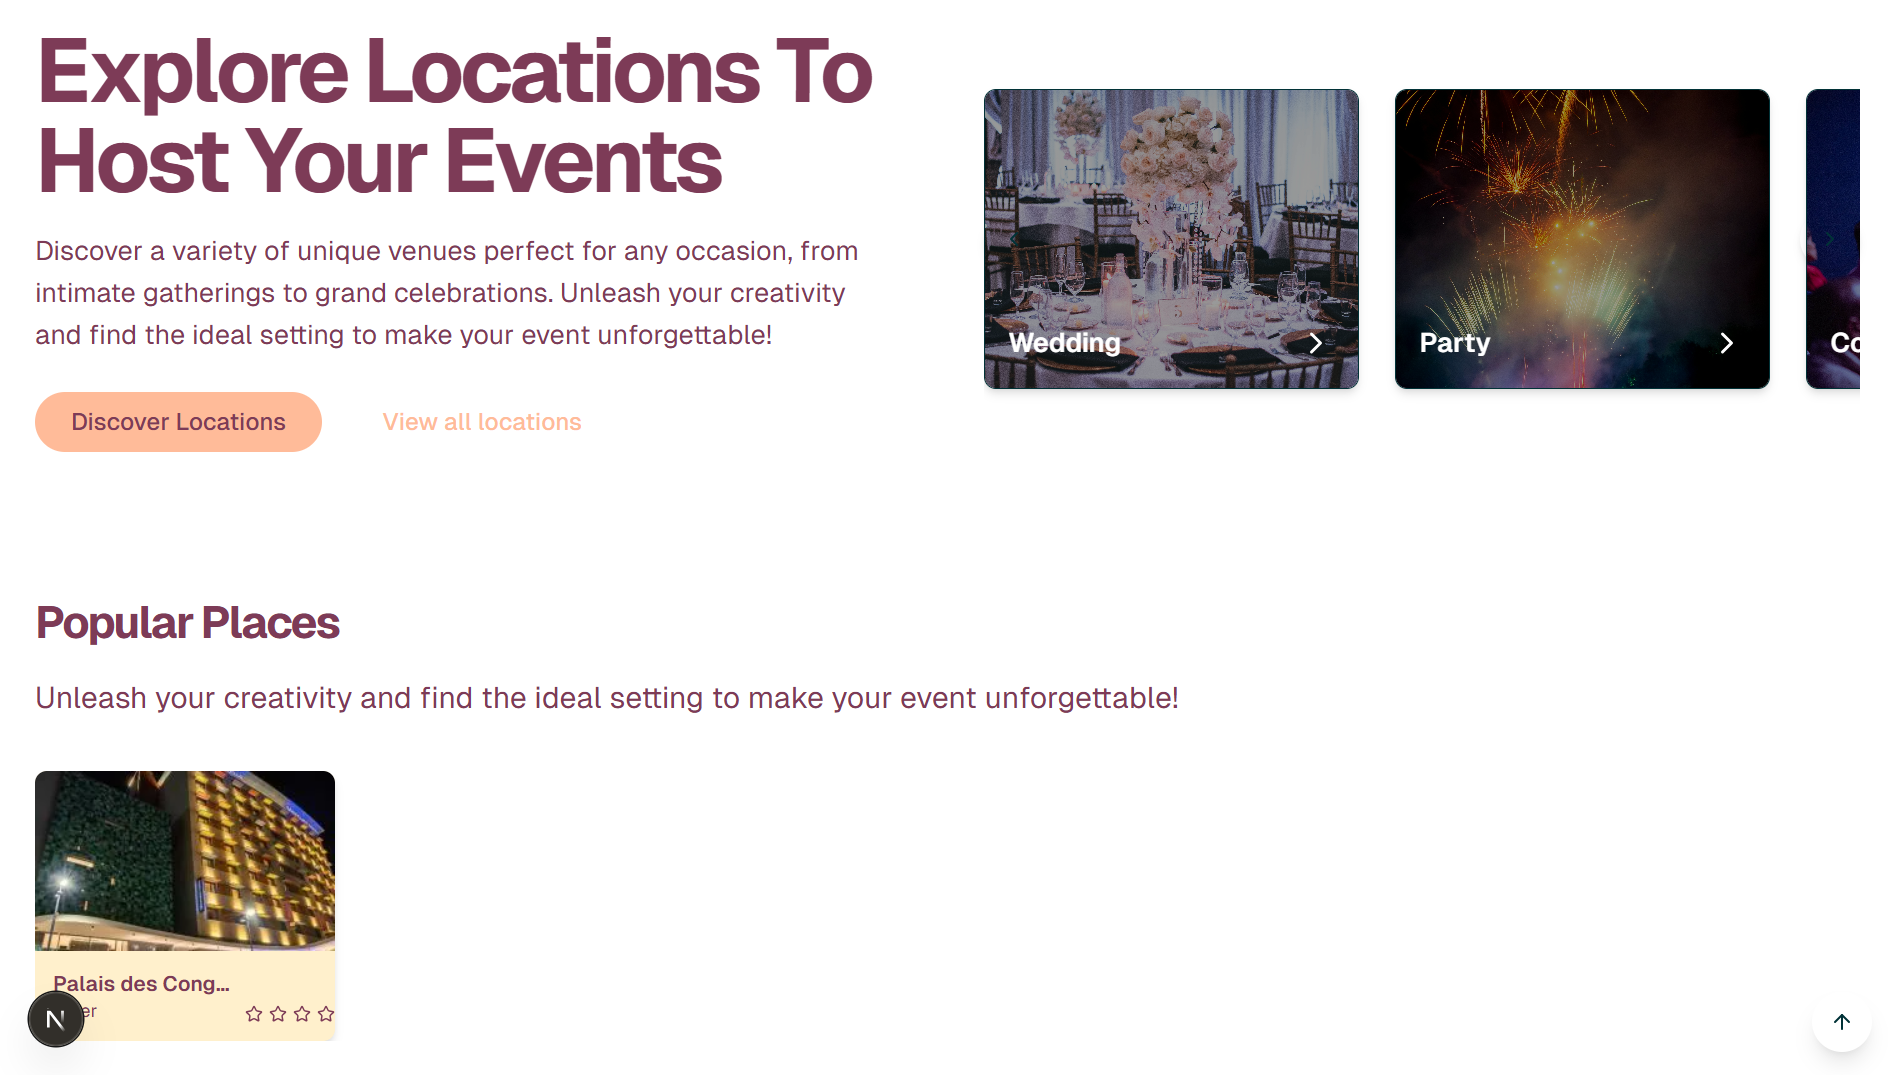 Explore Locations To
Host Your Events
Discover a variety of unique venues perfect for any occasion, from
intimate gatherings to grand celebrations. Unleash your creativity
and find the ideal setting to make your event unforgettable!
Discover Locations
View all locations
Wedding
Party
Co
Popular Places
Unleash your creativity and find the ideal setting to make your event unforgettable!
Palais des Cong...
er
N